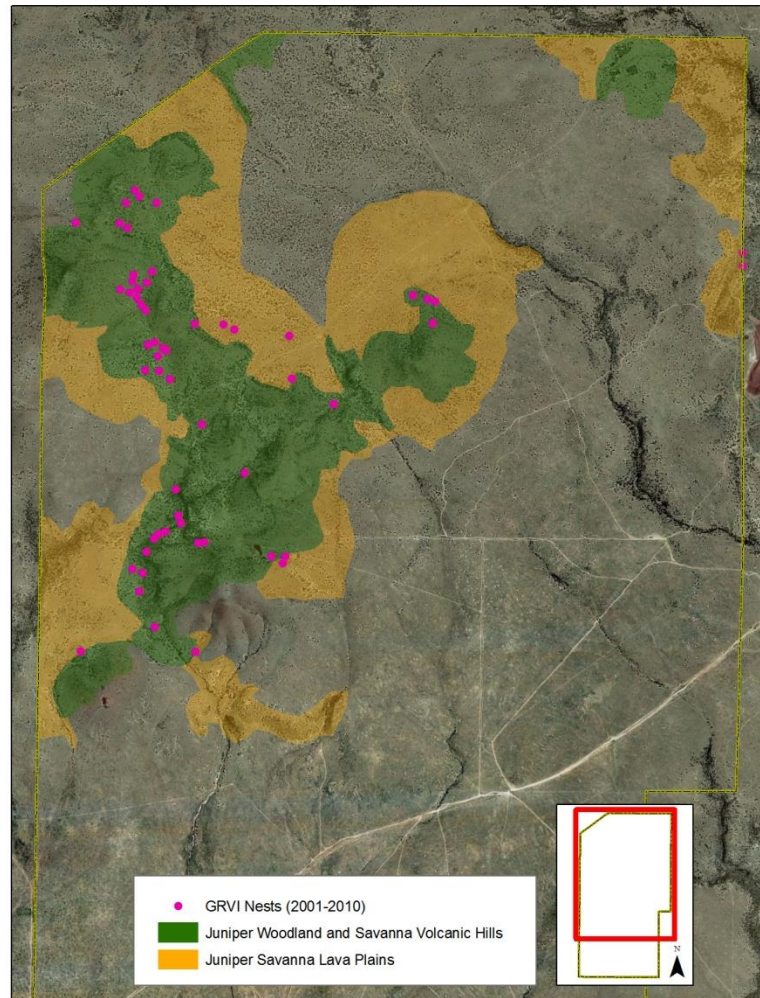 GRVI Nests (2001-2010)
Juniper Woodland and Savanna Volcanic Hills
Juniper Savanna Lava Plains
N